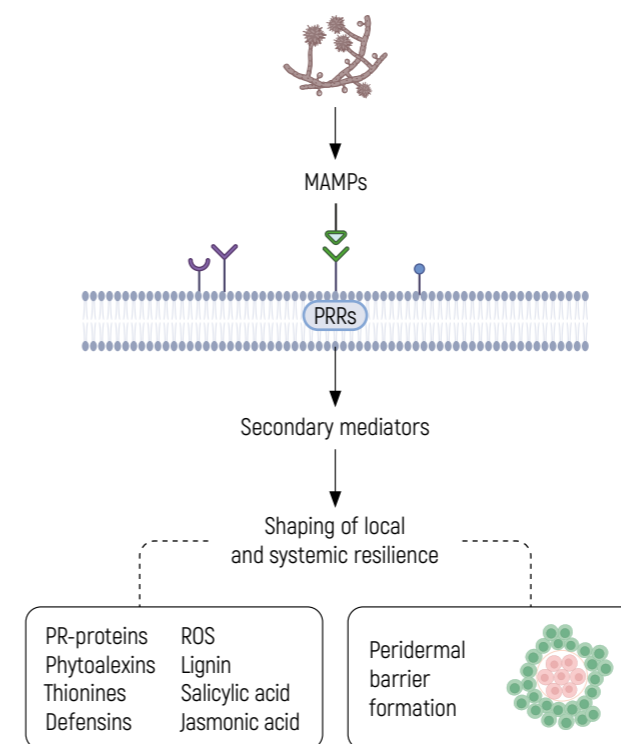 MAMPs
PRRs
Secondary mediators
Shaping of local
and systemic resilience
PR-proteins
Phytoalexins
Thionines
Defensins
ROS
Lignin
Salicylic acid
Jasmonic acid
Peridermal
barrier
formation